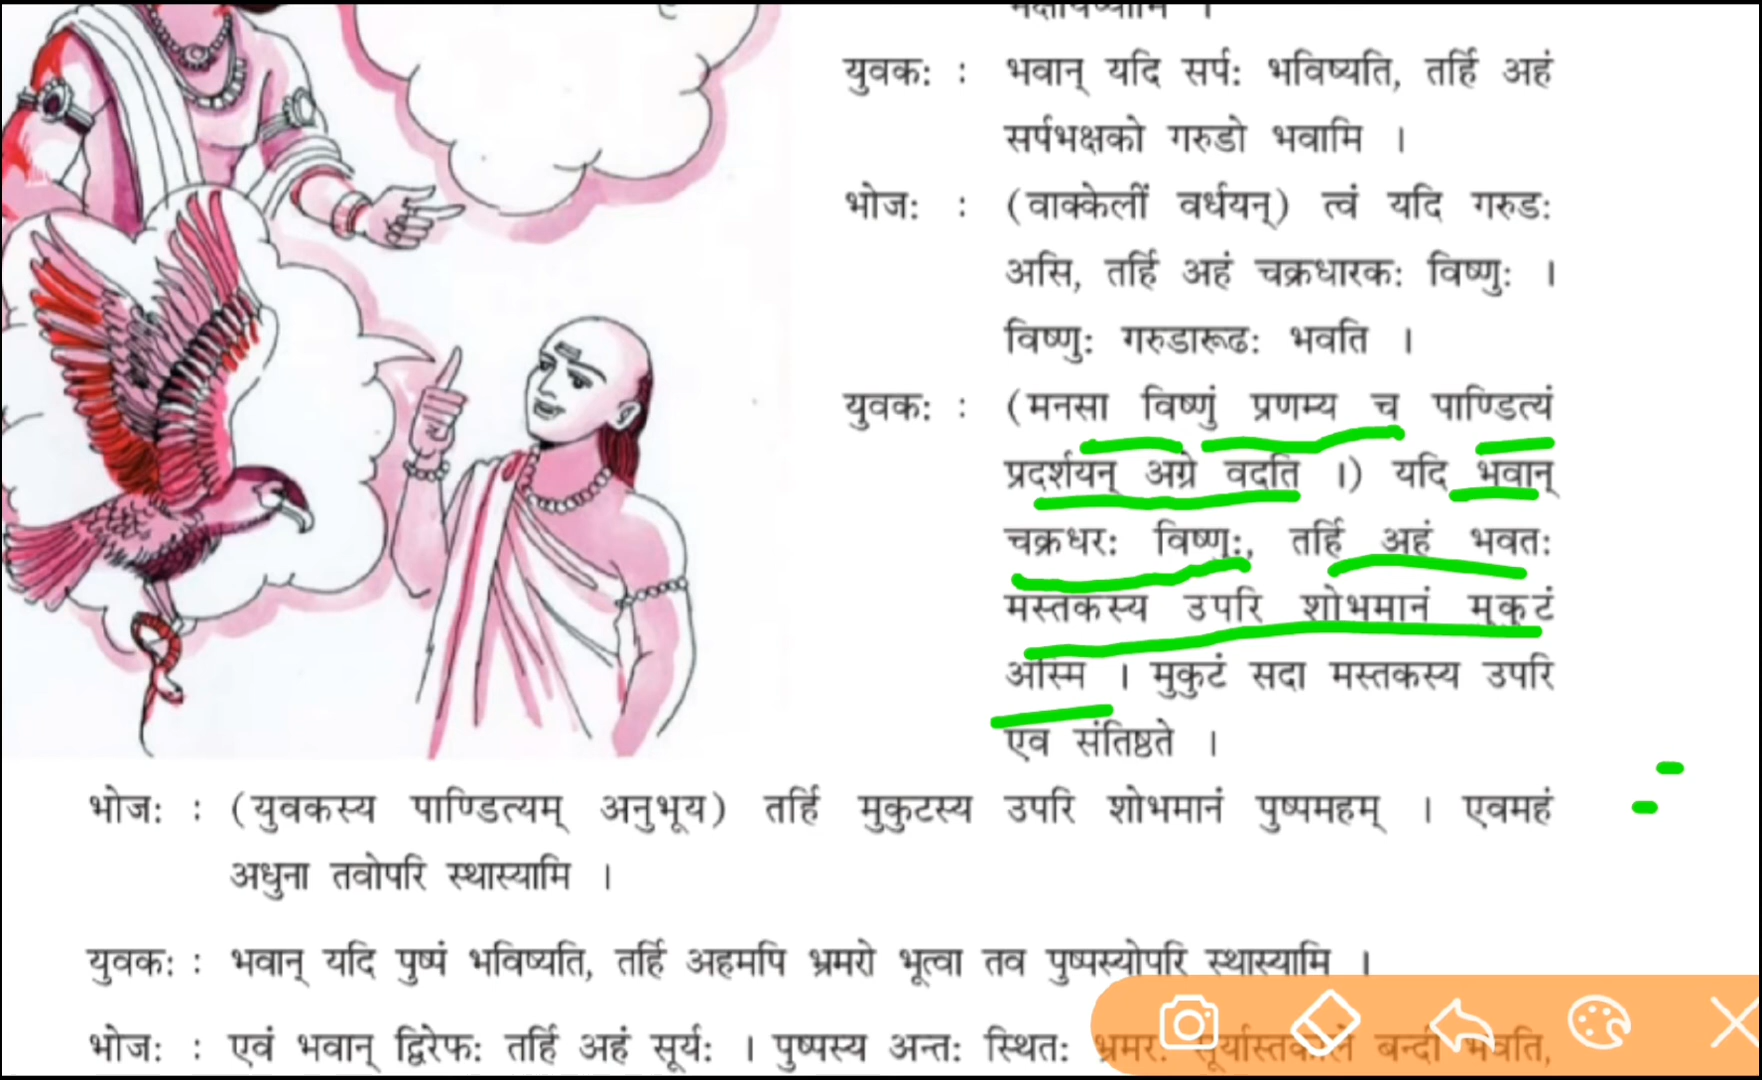 युवक: : भवान् यदि सर्प: भविष्यति, तर्हि अहं
सर्पभक्षको गरुडो भवामि ।
भोज: : (वाक्केलीं वर्धयन्) त्वं यदि गरुड:
असि, तर्हि अहं चक्रधारक: विष्णु: ।
विष्णु: गरुडारूढ: भवति ।
युवक: : (मनसा विष्णुं प्रणम्य च पाण्डित्यं
प्रदर्शयन् अग्रे वदति ।) यदि भवान्
चक्रधर: विष्णु:, तर्हि अहं भवत:
मस्तकस्य उपरि शोभमानं मुकुटं
अस्मि । मुकुटं सदा मस्तकस्य उपरि
एव संतिष्ठते ।
भोज: : (युवकस्य पाण्डित्यम् अनुभूय) तर्हि मुकुटस्य उपरि शोभमानं पुष्पमहम् । एवमहं
अधुना तवोपरि स्थास्यामि ।
युवक: : भवान् यदि पुष्पं भविष्यति, तर्हि अहमपि भ्रमरो भूत्वा तव पुष्पस्योपरि स्थास्यामि ।
भोज: : एवं भवान् द्विरेफ: तर्हि अहं सूर्य: । पुष्पस्य अन्त: स्थित: भ्रमर: सूर्यास्तकाले बन्दी भवति,